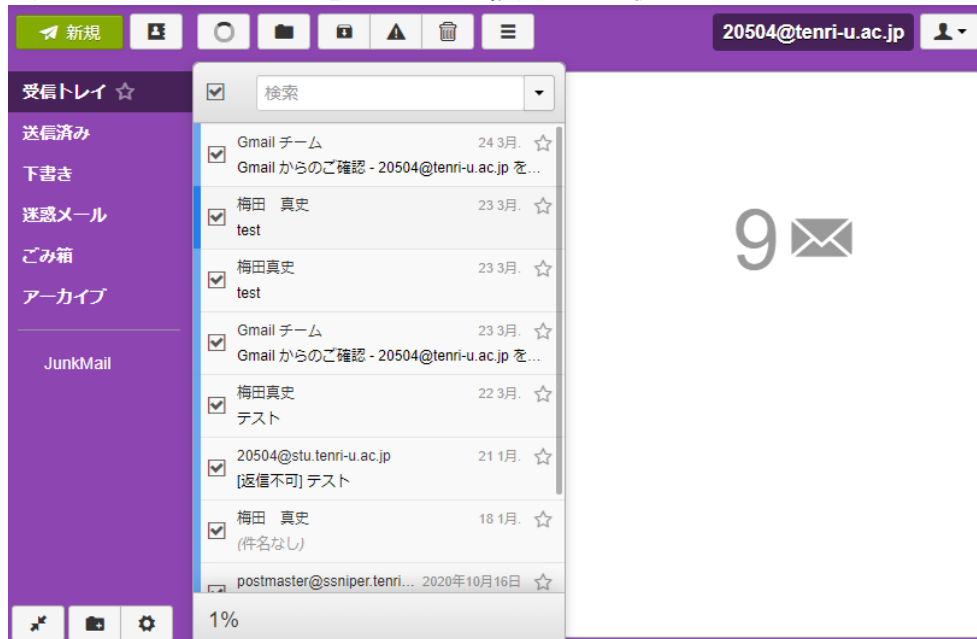 新規
20504@tenri-u.ac.jp
受信トレイ
送信済み
下書き
迷惑メール
ごみ箱
アーカイブ
JunkMail
検索
Gmail チーム 24 3月.
Gmail からのご確認 - 20504@tenri-u.ac.jp を...
梅田　真史 23 3月.
test
梅田真史 23 3月.
test
Gmail チーム 23 3月.
Gmail からのご確認 - 20504@tenri-u.ac.jp を...
梅田真史 22 3月.
テスト
20504@stu.tenri-u.ac.jp 21 1月.
[返信不可] テスト
梅田　真史 18 1月.
(件名なし)
postmaster@ssniper.tenri... 2020年10月16日
1%
9